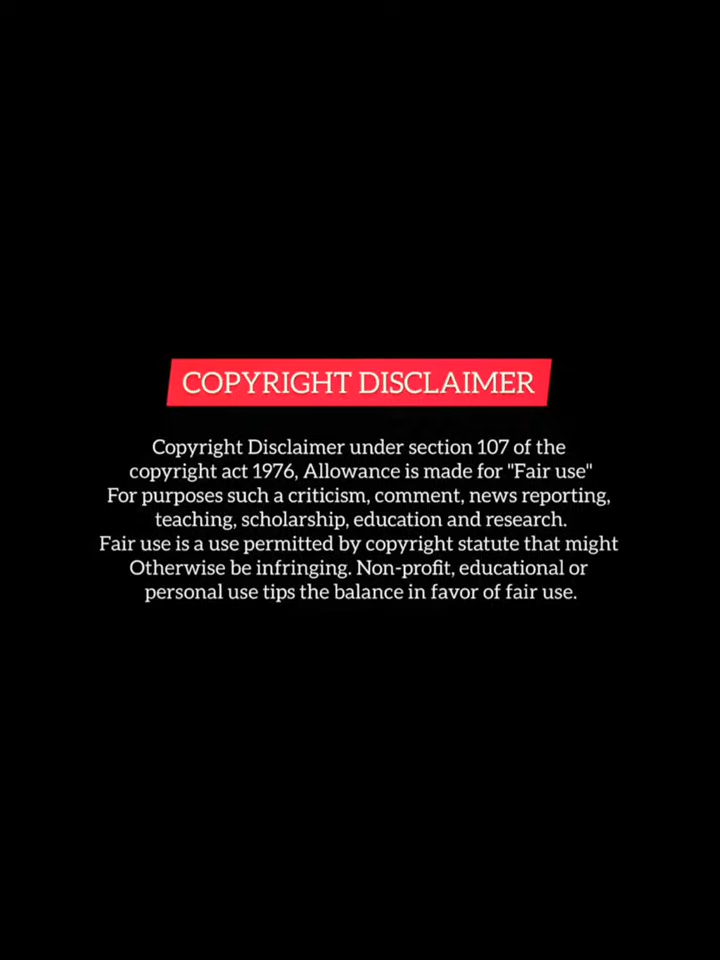 COPYRIGHT DISCLAIMER
Copyright Disclaimer under section 107 of the
copyright act 1976, Allowance is made for "Fair use"
For purposes such a criticism, comment, news reporting,
teaching, scholarship, education and research.
Fair use is a use permitted by copyright statute that might
Otherwise be infringing. Non-profit, educational or
personal use tips the balance in favor of fair use.